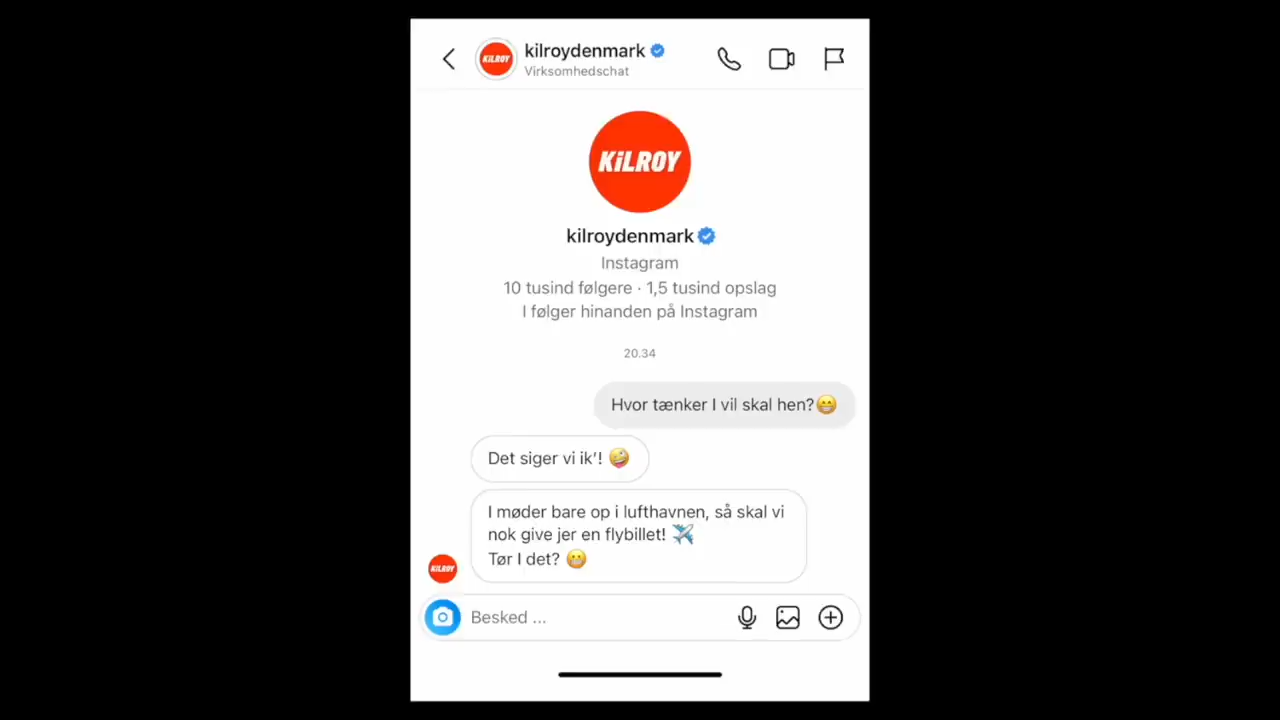 KiLROY
kilroydenmark
Virksomhedschat
KiLROY
kilroydenmark
Instagram
10 tusind følgere · 1,5 tusind opslag
I følger hinanden på Instagram
20.34
Hvor tænker I vil skal hen?😁
Det siger vi ik'! 🤪
I møder bare op i lufthavnen, så skal vi
nok give jer en flybillet! ✈️
Tør I det? 😬
KiLROY
Besked ...